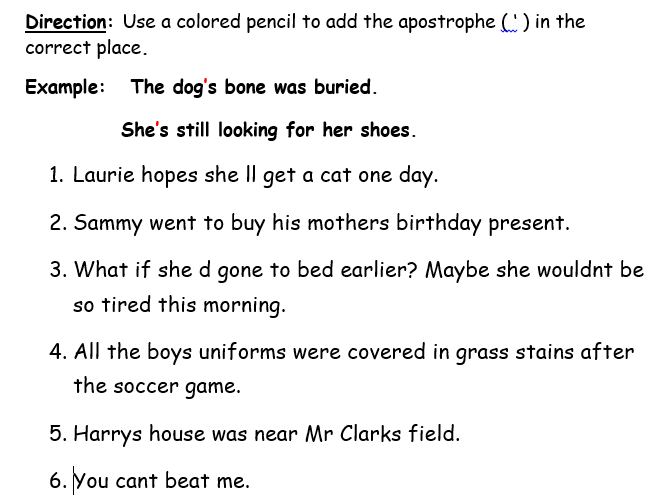 Direction: Use a colored pencil to add the apostrophe ( ' ) in the
correct place.
Example: The dog's bone was buried.
She's still looking for her shoes.
1. Laurie hopes she ll get a cat one day.
2. Sammy went to buy his mothers birthday present.
3. What if she d gone to bed earlier? Maybe she wouldnt be
so tired this morning.
4. All the boys uniforms were covered in grass stains after
the soccer game.
5. Harrys house was near Mr Clarks field.
6. You cant beat me.